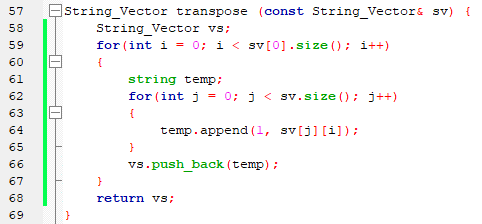 57 String_Vector transpose (const String_Vector& sv) {
58 String_Vector vs;
59 for(int i = 0; i < sv[0].size(); i++)
60 {
61 string temp;
62 for(int j = 0; j < sv.size(); j++)
63 {
64 temp.append(1, sv[j][i]);
65 }
66 vs.push_back(temp);
67 }
68 return vs;
69 }